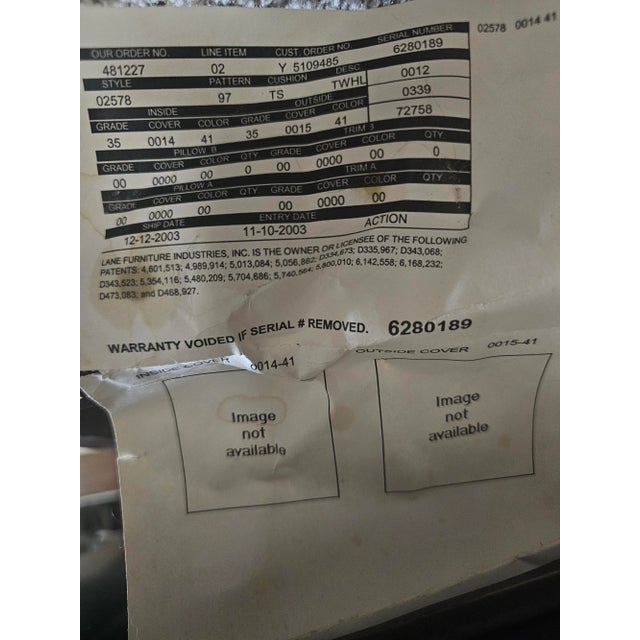 02578 0014 41
OUR ORDER NO. LINE ITEM CUST. ORDER NO. SERIAL NUMBER
481227 02 Y 5109485 6280189
STYLE PATTERN CUSHION DESC
02578 97 TS TWHL 0012
INSIDE OUTSIDE 0339
GRADE COVER COLOR GRADE COVER COLOR 72758
35 0014 41 35 0015 41
PILLOW B TRIM B
GRADE COVER COLOR QTY GRADE COVER COLOR QTY.
00 0000 00 0 00 0000 00 0
PILLOW A TRIM A
GRADE COVER COLOR QTY. GRADE COVER COLOR QTY.
00 0000 00 00 0000 00
SHIP DATE ENTRY DATE ACTION
12-12-2003 11-10-2003
LANE FURNITURE INDUSTRIES, INC. IS THE OWNER OR LICENSEE OF THE FOLLOWING
PATENTS: 4,601,513; 4,989,914; 5,013,084; 5,056,862; D334,673; D335,967; D343,068;
D343,523; 5,354,116; 5,480,209; 5,704,686; 5,740,564; 5,800,010; 6,142,558; 6,168,232;
D473,083; and D468,927.
WARRANTY VOIDED IF SERIAL # REMOVED. 6280189
INSIDE COVER 0014-41 OUTSIDE COVER 0015-41
Image Image
not not
available available